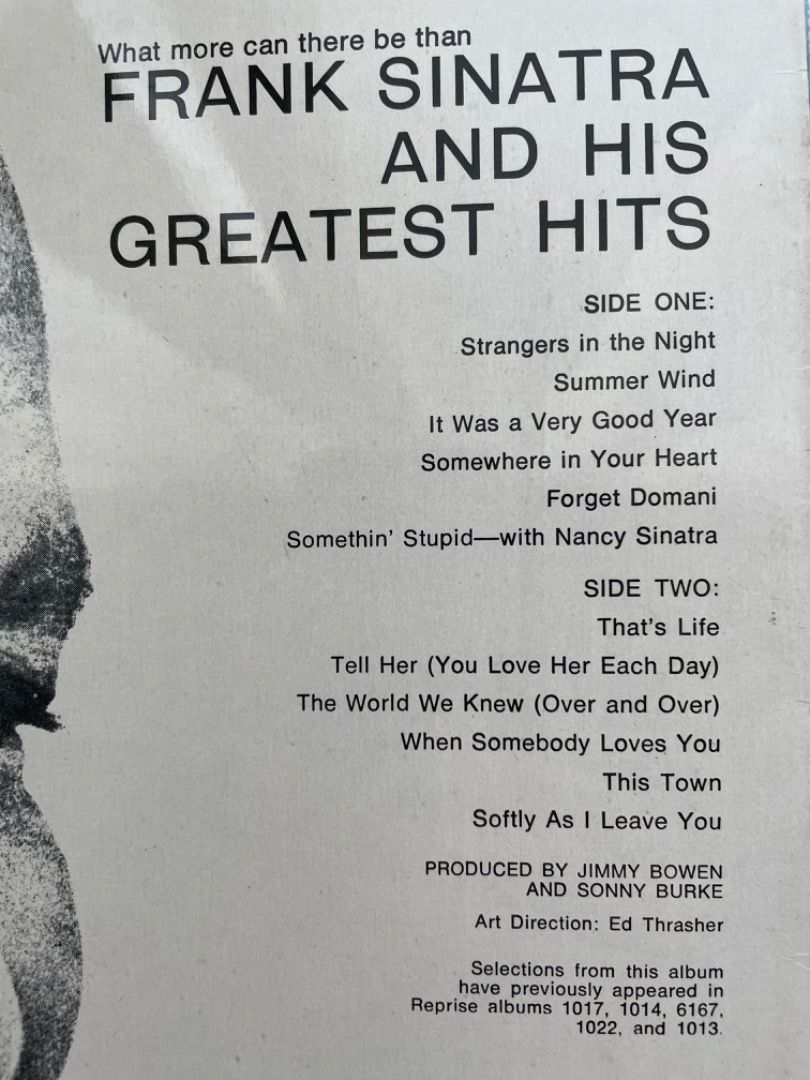 What more can there be than
FRANK SINATRA
AND HIS
GREATEST HITS
SIDE ONE:
Strangers in the Night
Summer Wind
It Was a Very Good Year
Somewhere in Your Heart
Forget Domani
Somethin' Stupid—with Nancy Sinatra
SIDE TWO:
That's Life
Tell Her (You Love Her Each Day)
The World We Knew (Over and Over)
When Somebody Loves You
This Town
Softly As I Leave You
PRODUCED BY JIMMY BOWEN
AND SONNY BURKE
Art Direction: Ed Thrasher
Selections from this album
have previously appeared in
Reprise albums 1017, 1014, 6167,
1022, and 1013.